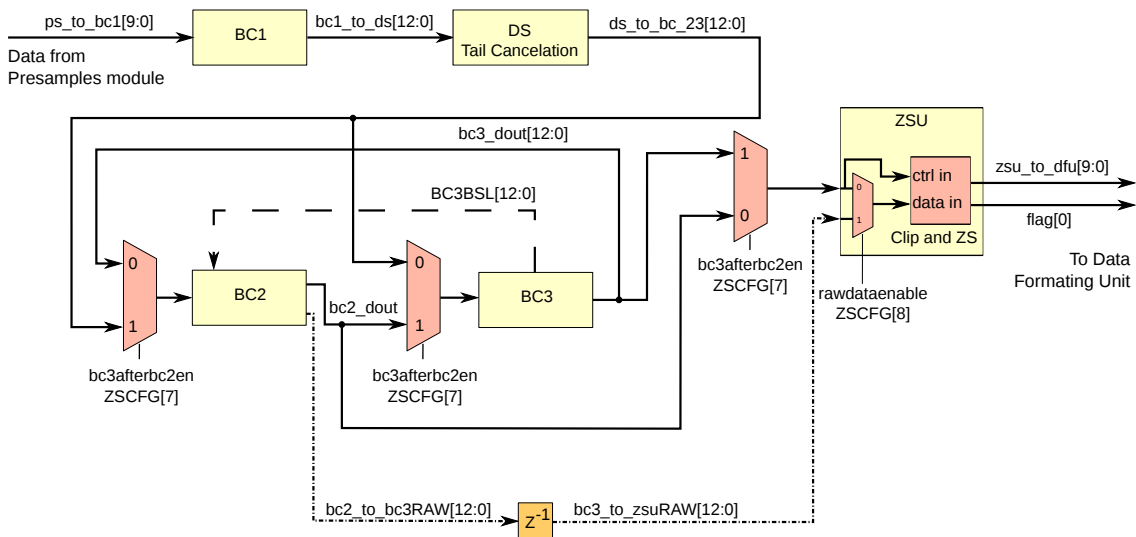 ps_to_bc1[9:0]
BC1
bc1_to_ds[12:0]
DS
Tail Cancelation
ds_to_bc_23[12:0]
Data from
Presamples module
bc3_dout[12:0]
BC3BSL[12:0]
ZSU
1
0
0
1
ctrl in
data in
Clip and ZS
zsu_to_dfu[9:0]
flag[0]
To Data
Formating Unit
0
1
BC2
bc2_dout
0
1
BC3
bc3afterbc2en
ZSCFG[7]
rawdataenable
ZSCFG[8]
bc3afterbc2en
ZSCFG[7]
bc3afterbc2en
ZSCFG[7]
bc2_to_bc3RAW[12:0]
Z-1
bc3_to_zsuRAW[12:0]